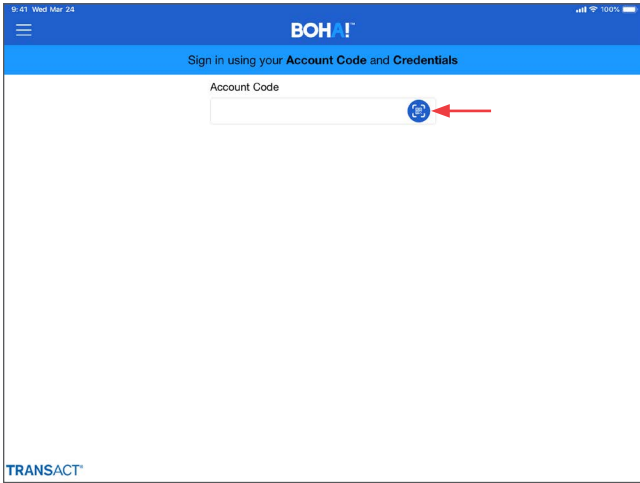 9:41 Wed Mar 24
100%
BOHA!™
Sign in using your Account Code and Credentials
Account Code
TRANSACT®